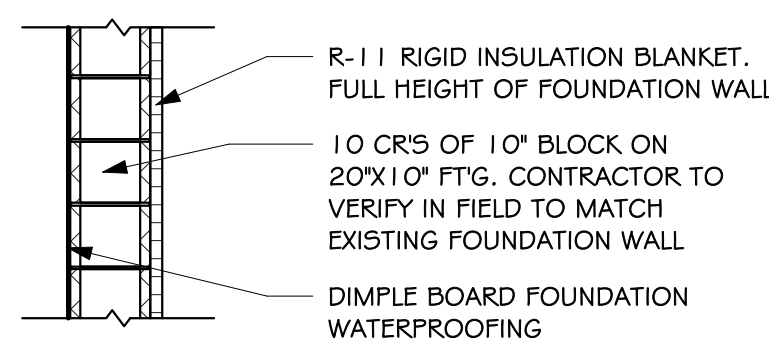 R-11 RIGID INSULATION BLANKET.
FULL HEIGHT OF FOUNDATION WALL
10 CR'S OF 10" BLOCK ON
20"X10" FT'G. CONTRACTOR TO
VERIFY IN FIELD TO MATCH
EXISTING FOUNDATION WALL
DIMPLE BOARD FOUNDATION
WATERPROOFING